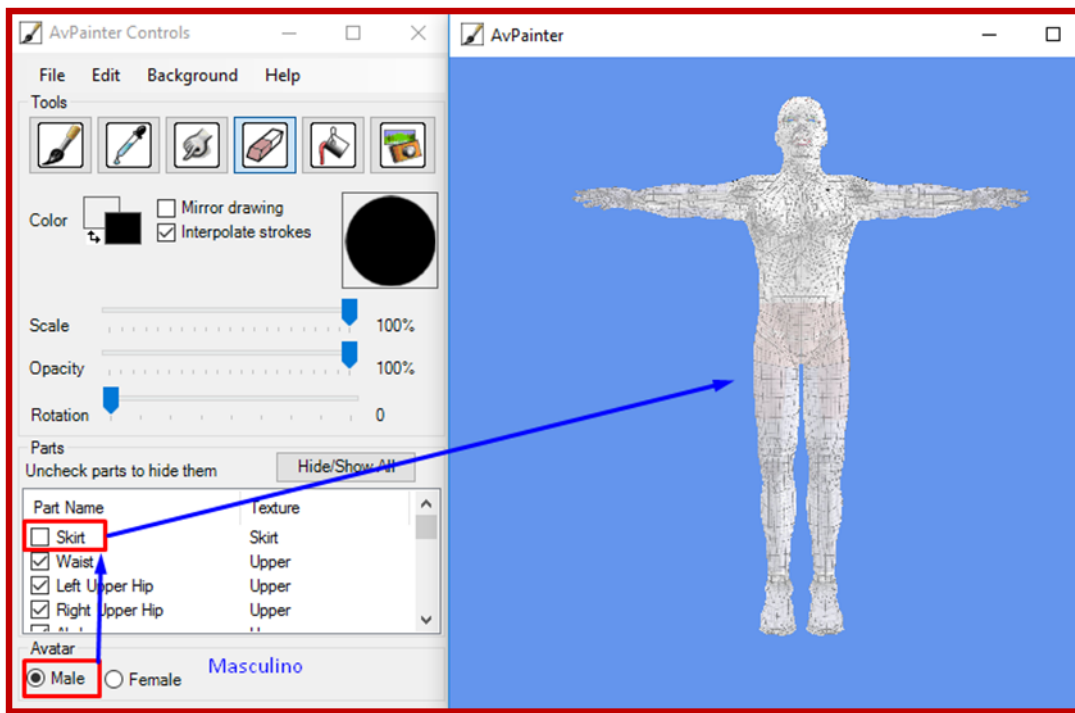 AvPainter Controls
File Edit Background Help
Tools
Color
Mirror drawing
Interpolate strokes
Scale 100%
Opacity 100%
Rotation 0
Parts
Uncheck parts to hide them
Hide/Show All
Part Name Texture
Skirt Skirt
Waist Upper
Left Upper Hip Upper
Right Upper Hip Upper
Avatar
Male Female
Masculino
AvPainter